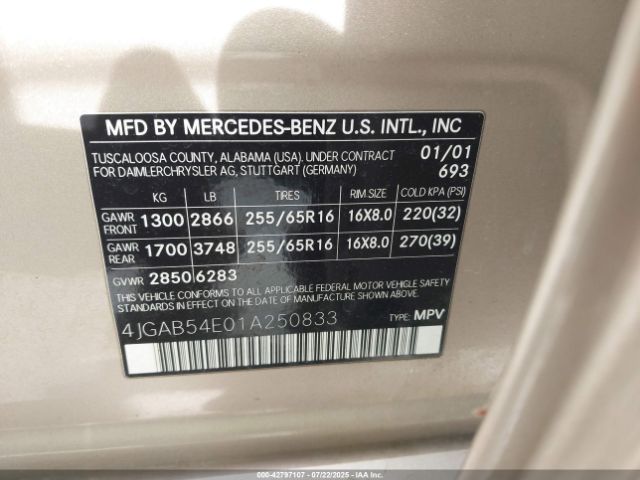 MFD BY MERCEDES-BENZ U.S. INTL., INC
TUSCALOOSA COUNTY, ALABAMA (USA). UNDER CONTRACT 01/01
FOR DAIMLERCHRYSLER AG, STUTTGART (GERMANY) 693
KG LB TIRES RIM SIZE COLD KPA (PSI)
GAWR FRONT 1300 2866 255/65R16 16X8.0 220(32)
GAWR REAR 1700 3748 255/65R16 16X8.0 270(39)
GVWR 2850 6283
THIS VEHICLE CONFORMS TO ALL APPLICABLE FEDERAL MOTOR VEHICLE SAFETY
STANDARDS IN EFFECT ON THE DATE OF MANUFACTURE SHOWN ABOVE.
4JGAB54E01A250833 TYPE: MPV
000-42797107 - 07/22/2025 - IAAI.COM